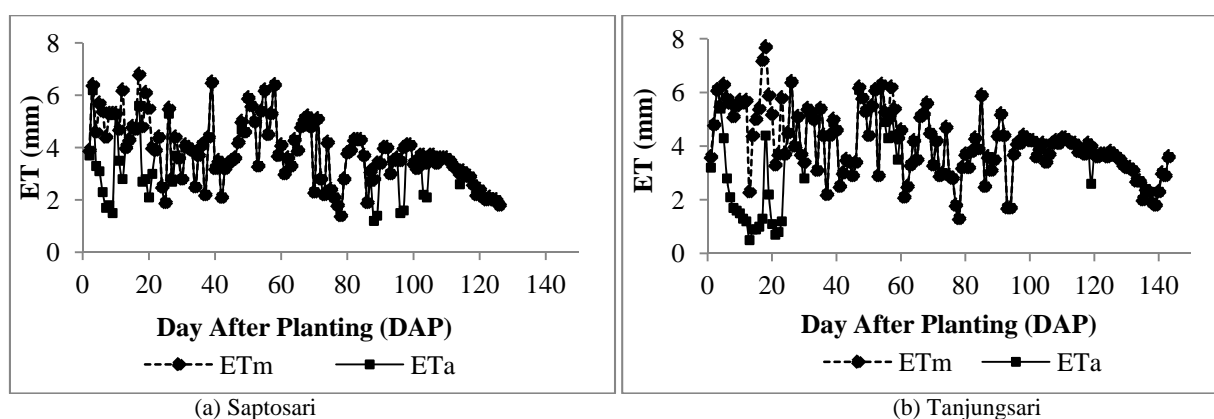 8
6
4
2
0
ET (mm)
0 20 40 60 80 100 120 140
Day After Planting (DAP)
ETm ETa
(a) Saptosari
8
6
4
2
0
ET (mm)
0 20 40 60 80 100 120 140
Day After Planting (DAP)
ETm ETa
(b) Tanjungsari